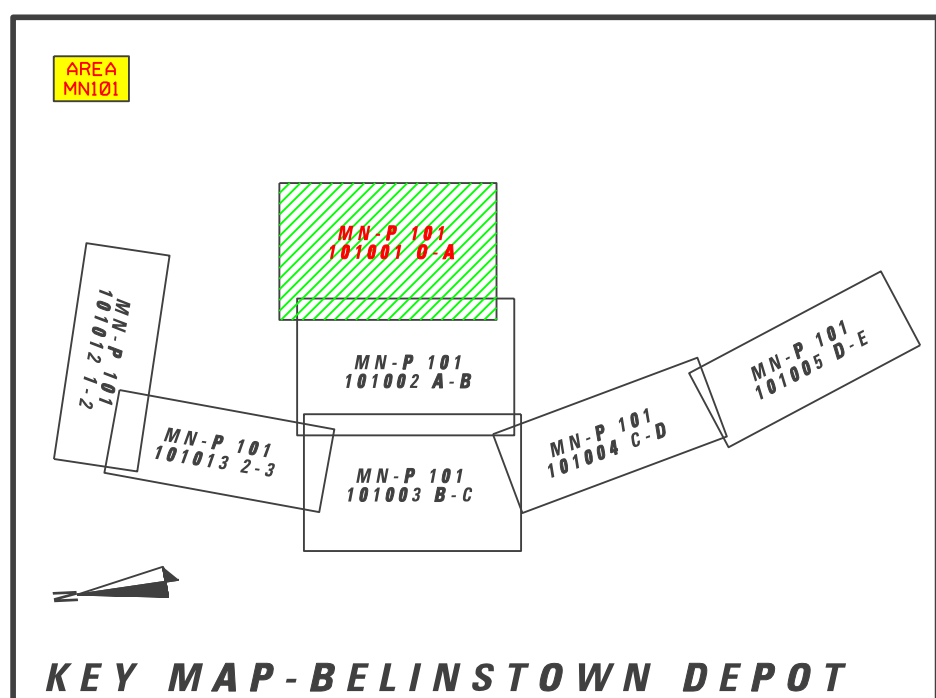 AREA
MN101
MN-P 101
101001 O-A
MN-P 101
101012 1-2
MN-P 101
101002 A-B
MN-P 101
101005 D-E
MN-P 101
101013 2-3
MN-P 101
101004 C-D
MN-P 101
101003 B-C
N
KEY MAP-BELINSTOWN DEPOT